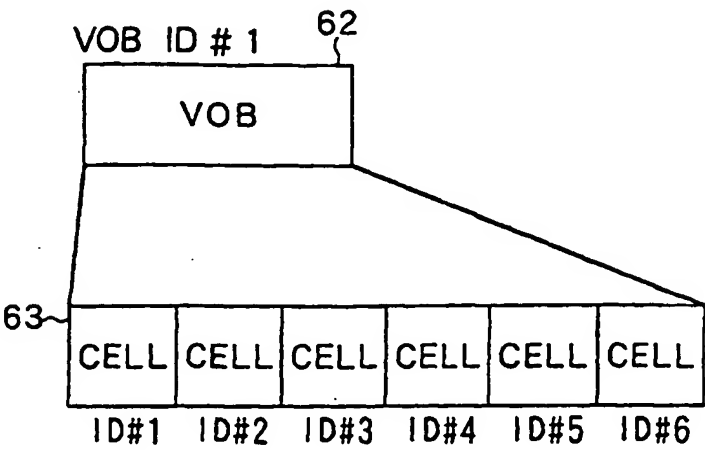 VOB ID # 1
62
VOB
63
CELL CELL CELL CELL CELL CELL
ID#1 ID#2 ID#3 ID#4 ID#5 ID#6